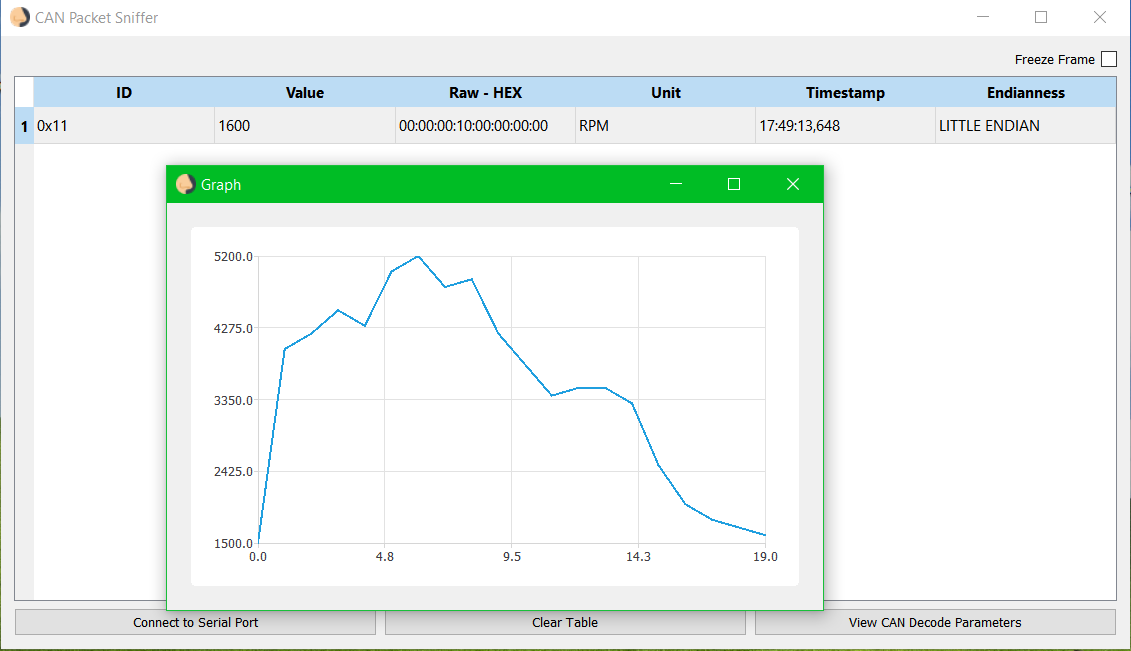 CAN Packet Sniffer
Freeze Frame
ID Value Raw - HEX Unit Timestamp Endianness
1 0x11 1600 00:00:00:10:00:00:00:00 RPM 17:49:13,648 LITTLE ENDIAN
Graph
5200.0
4275.0
3350.0
2425.0
1500.0
0.0 4.8 9.5 14.3 19.0
Connect to Serial Port Clear Table View CAN Decode Parameters